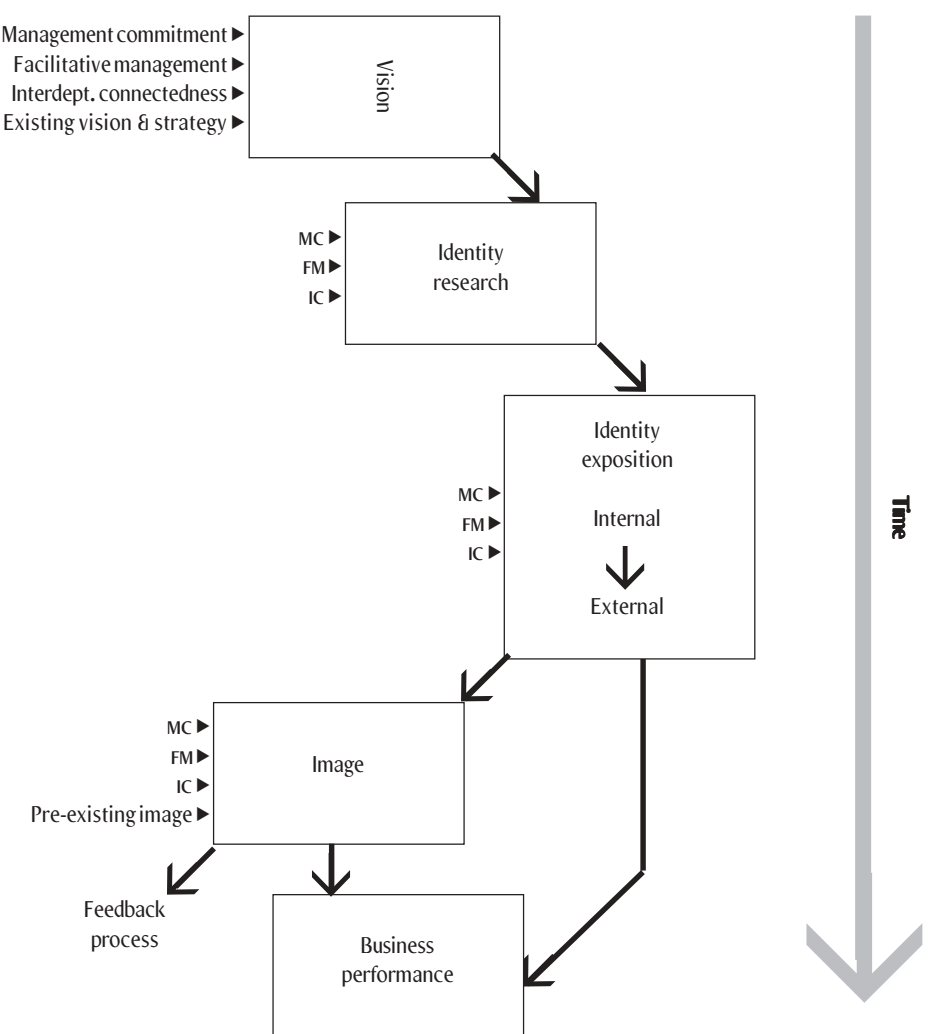 Management commitment
Facilitative management
Interdept. connectedness
Existing vision & strategy
Vision
MC
FM
IC
Identity
research
Identity
exposition
MC
FM
IC
Internal
External
Time
MC
FM
IC
Pre-existing image
Image
Feedback
process
Business
performance